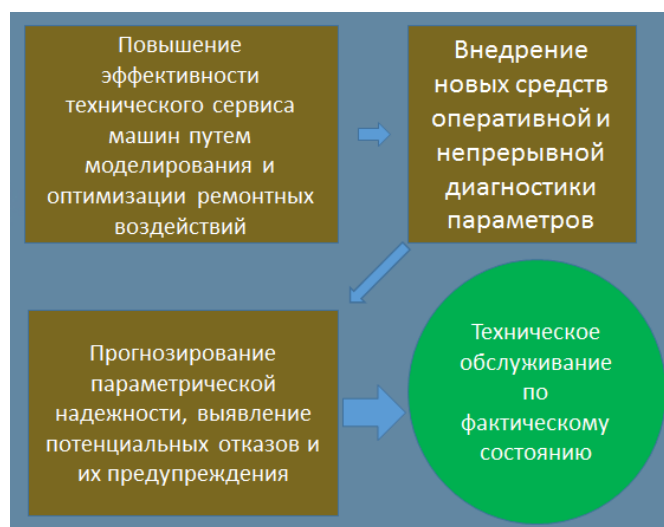 Повышение
эффективности
технического сервиса
машин путем
моделирования и
оптимизации ремонтных
воздействий
Внедрение
новых средств
оперативной и
непрерывной
диагностики
параметров
Прогнозирование
параметрической
надежности, выявление
потенциальных отказов и
их предупреждения
Техническое
обслуживание
по
фактическому
состоянию